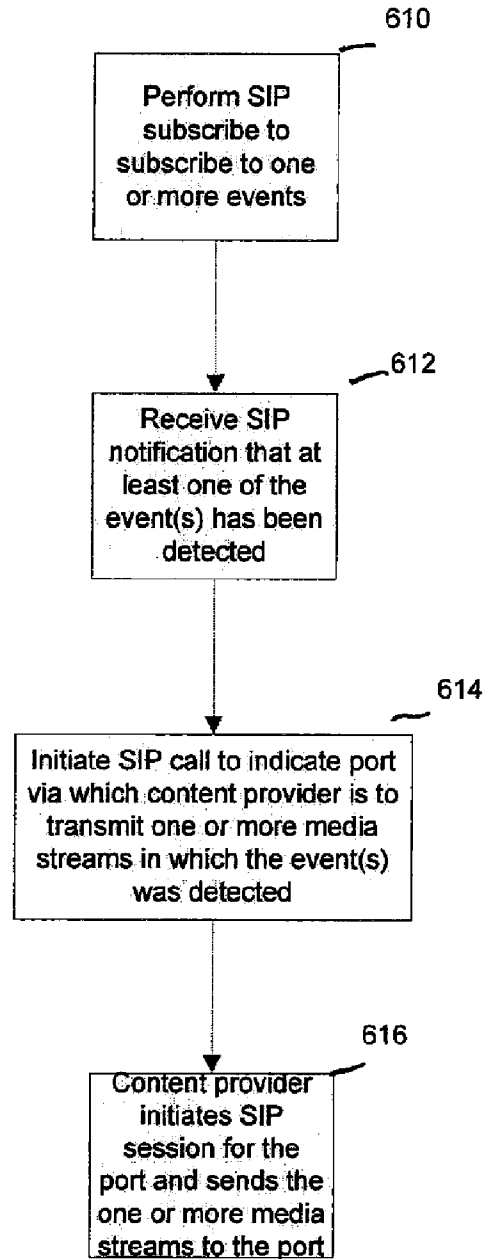 610
Perform SIP
subscribe to
subscribe to one
or more events
612
Receive SIP
notification that at
least one of the
event(s) has been
detected
614
Initiate SIP call to indicate port
via which content provider is to
transmit one or more media
streams in which the event(s)
was detected
616
Content provider
initiates SIP
session for the
port and sends the
one or more media
streams to the port